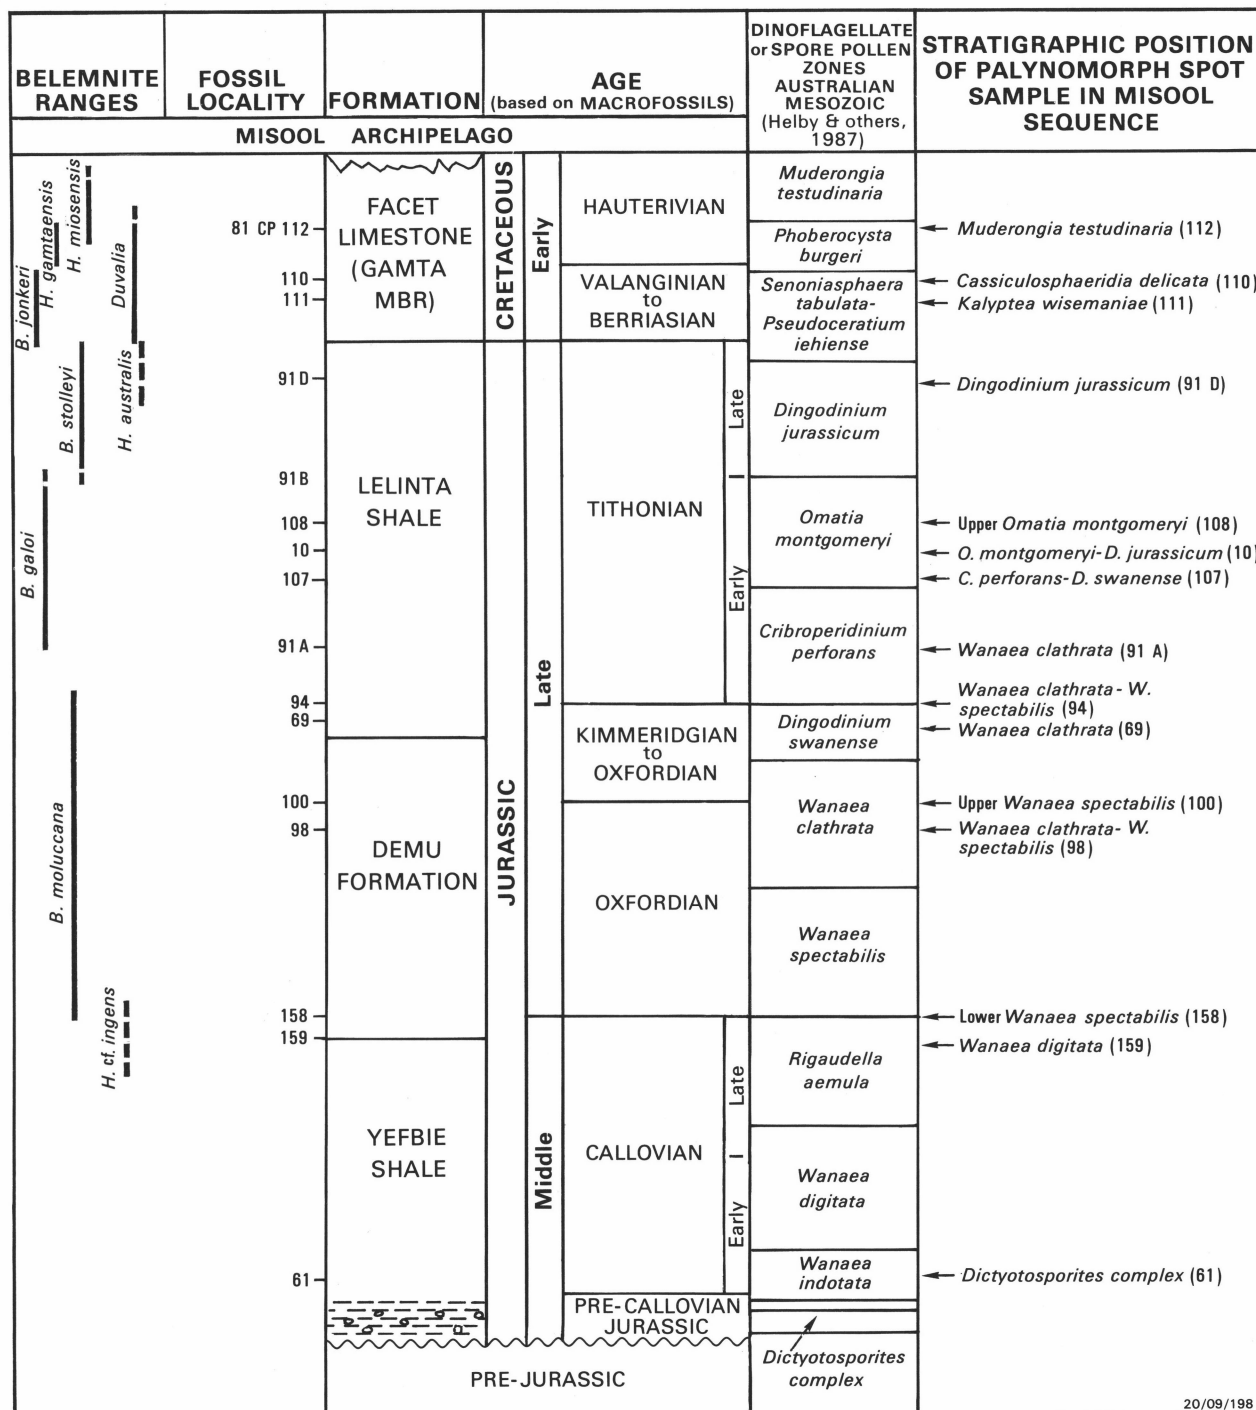 BELEMNITE
RANGES
FOSSIL
LOCALITY
FORMATION
AGE
(based on MACROFOSSILS)
DINOFLAGELLATE
or SPORE POLLEN
ZONES
AUSTRALIAN
MESOZOIC
(Helby & others,
1987)
STRATIGRAPHIC POSITION
OF PALYNOMORPH SPOT
SAMPLE IN MISOOL
SEQUENCE
MISOOL ARCHIPELAGO
B. jonkeri
H. gamtaensis
H. miosensis
Duvalia
B. stolleyi
H. australis
B. galoi
B. moluccana
H. cf. ingens
81 CP 112
110
111
91D
91B
108
10
107
91A
94
69
100
98
158
159
61
FACET
LIMESTONE
(GAMTA
MBR)
LELINTA
SHALE
DEMU
FORMATION
YEFBIE
SHALE
CRETACEOUS
JURASSIC
Early
Late
Middle
HAUTERIVIAN
VALANGINIAN
to
BERRIASIAN
TITHONIAN
Late
Early
KIMMERIDGIAN
to
OXFORDIAN
OXFORDIAN
CALLOVIAN
Late
Early
PRE-CALLOVIAN
JURASSIC
PRE-JURASSIC
Muderongia
testudinaria
Phoberocysta
burgeri
Senoniasphaera
tabulata-
Pseudoceratium
iehiense
Dingodinium
jurassicum
Omatia
montgomeryi
Cribroperidinium
perforans
Dingodinium
swanense
Wanaea
clathrata
Wanaea
spectabilis
Rigaudella
aemula
Wanaea
digitata
Wanaea
indotata
Dictyotosporites
complex
Muderongia testudinaria (112)
Cassiculosphaeridia delicata (110)
Kalyptea wisemaniae (111)
Dingodinium jurassicum (91 D)
Upper Omatia montgomeryi (108)
O. montgomeryi-D. jurassicum (10)
C. perforans-D. swanense (107)
Wanaea clathrata (91 A)
Wanaea clathrata- W.
spectabilis (94)
Wanaea clathrata (69)
Upper Wanaea spectabilis (100)
Wanaea clathrata- W.
spectabilis (98)
Lower Wanaea spectabilis (158)
Wanaea digitata (159)
Dictyotosporites complex (61)
20/09/198